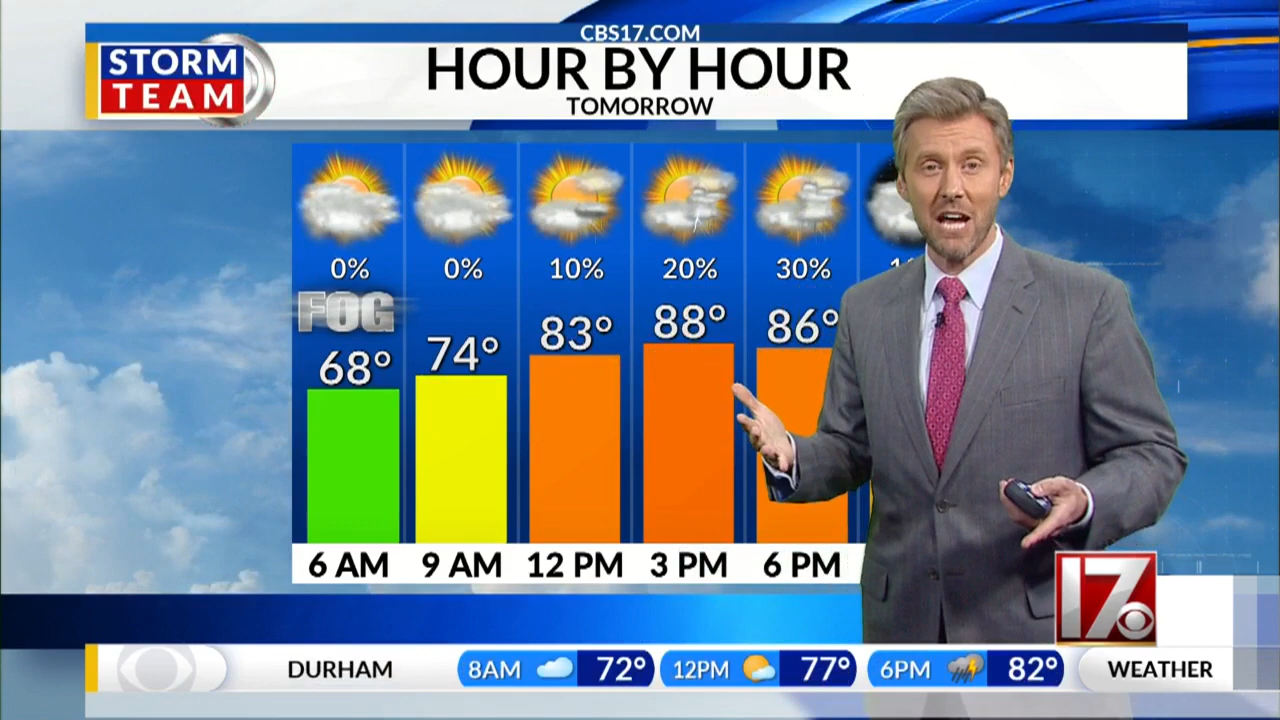 CBS17.COM
STORM
TEAM
HOUR BY HOUR
TOMORROW
0% 0% 10% 20% 30%
FOG
68° 74° 83° 88° 86°
6 AM 9 AM 12 PM 3 PM 6 PM
17
DURHAM 8AM 72° 12PM 77° 6PM 82° WEATHER